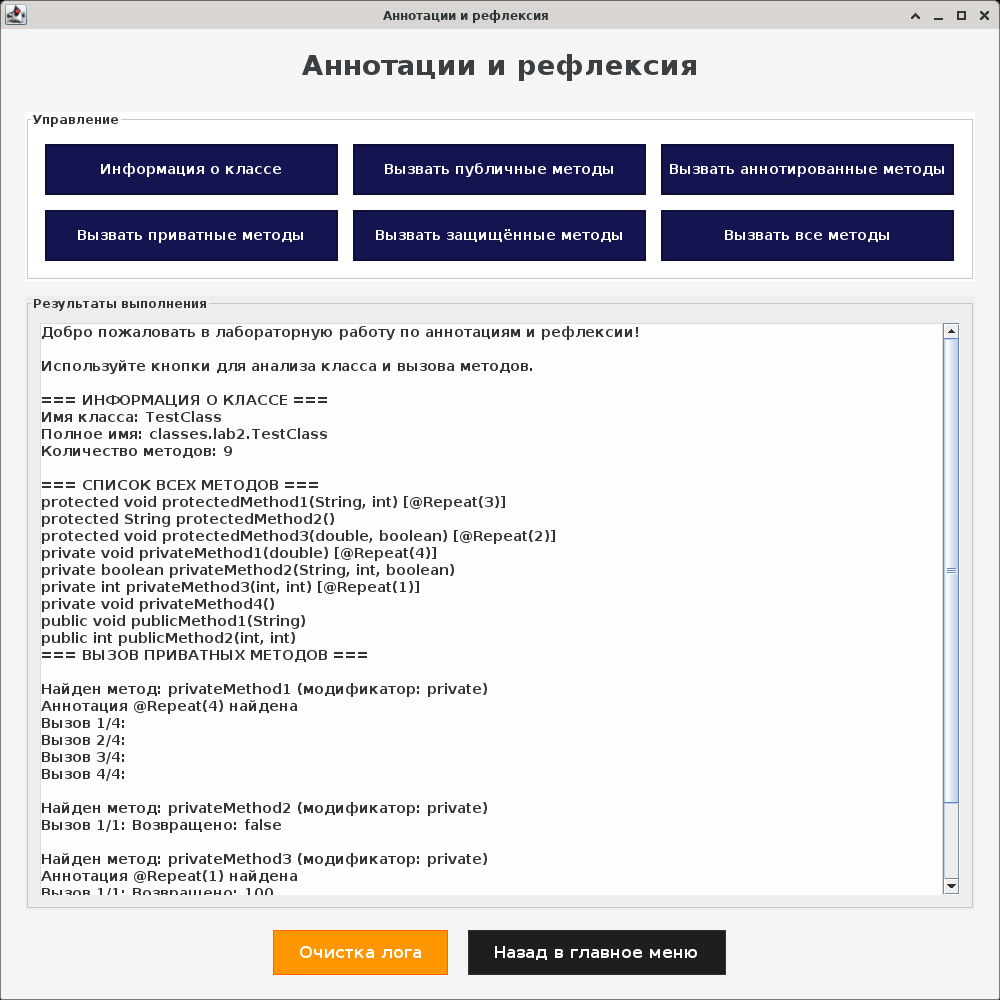 Аннотации и рефлексия
Аннотации и рефлексия
Управление
Информация о классе
Вызвать публичные методы
Вызвать аннотированные методы
Вызвать приватные методы
Вызвать защищённые методы
Вызвать все методы
Результаты выполнения
Добро пожаловать в лабораторную работу по аннотациям и рефлексии!
Используйте кнопки для анализа класса и вызова методов.
=== ИНФОРМАЦИЯ О КЛАССЕ ===
Имя класса: TestClass
Полное имя: classes.lab2.TestClass
Количество методов: 9
=== СПИСОК ВСЕХ МЕТОДОВ ===
protected void protectedMethod1(String, int) [@Repeat(3)]
protected String protectedMethod2()
protected void protectedMethod3(double, boolean) [@Repeat(2)]
private void privateMethod1(double) [@Repeat(4)]
private boolean privateMethod2(String, int, boolean)
private int privateMethod3(int, int) [@Repeat(1)]
private void privateMethod4()
public void publicMethod1(String)
public int publicMethod2(int, int)
=== ВЫЗОВ ПРИВАТНЫХ МЕТОДОВ ===
Найден метод: privateMethod1 (модификатор: private)
Аннотация @Repeat(4) найдена
Вызов 1/4:
Вызов 2/4:
Вызов 3/4:
Вызов 4/4:
Найден метод: privateMethod2 (модификатор: private)
Вызов 1/1: Возвращено: false
Найден метод: privateMethod3 (модификатор: private)
Аннотация @Repeat(1) найдена
Вызов 1/1: Возвращено: 100
Очистка лога
Назад в главное меню